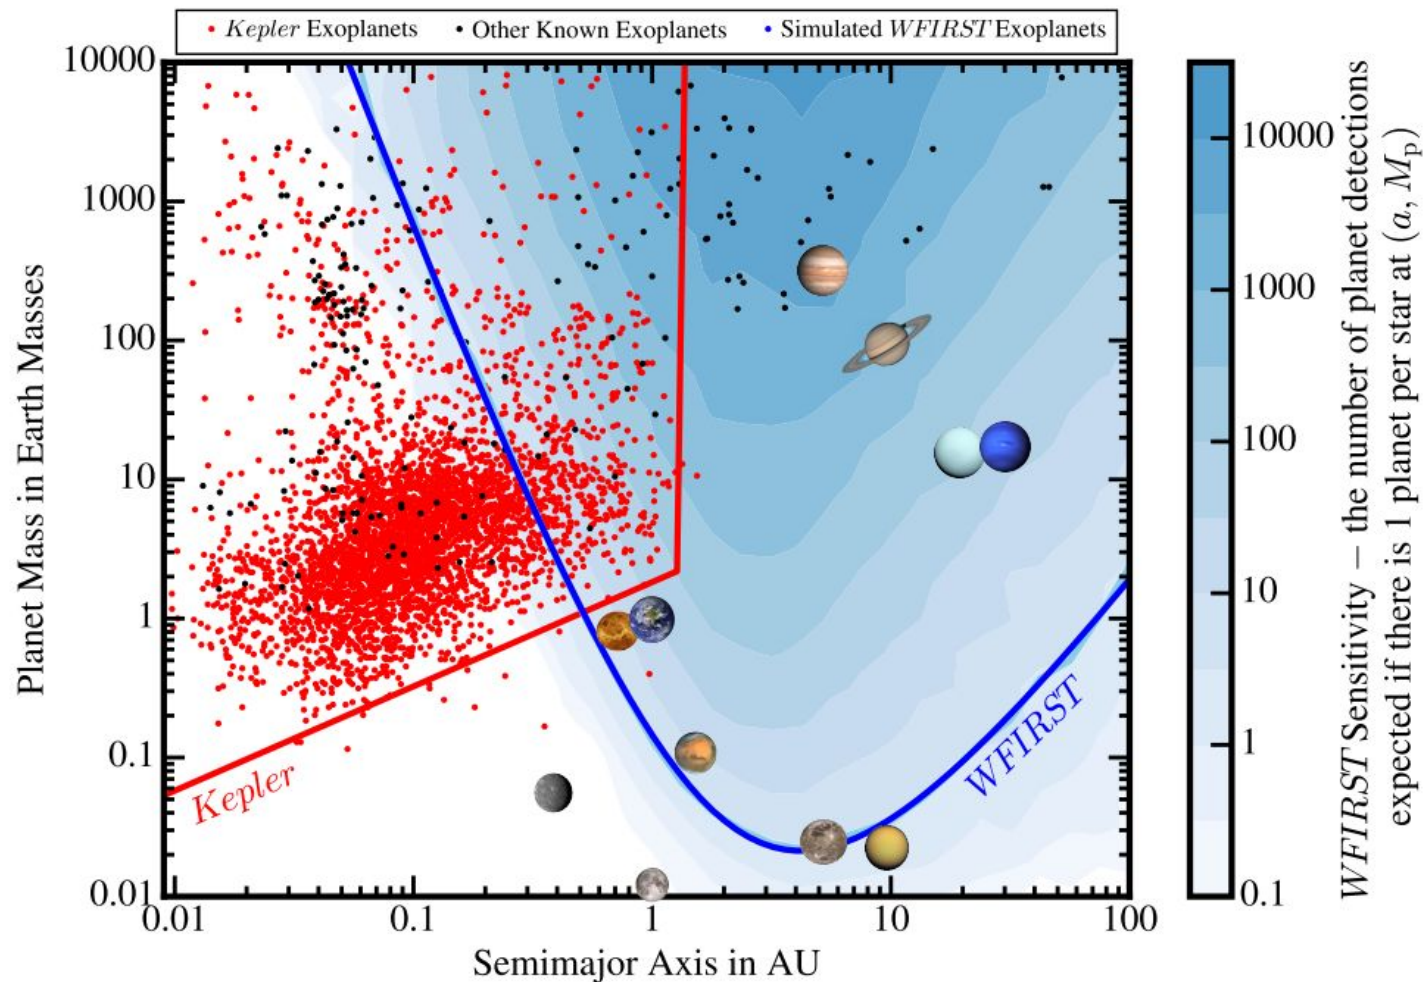 Kepler Exoplanets
Other Known Exoplanets
Simulated WFIRST Exoplanets
Planet Mass in Earth Masses
10000
1000
100
10
1
0.1
0.01
Kepler
WFIRST
0.01
0.1
1
10
100
Semimajor Axis in AU
10000
1000
100
10
1
0.1
WFIRST Sensitivity – the number of planet detections
expected if there is 1 planet per star at (a, Mp)